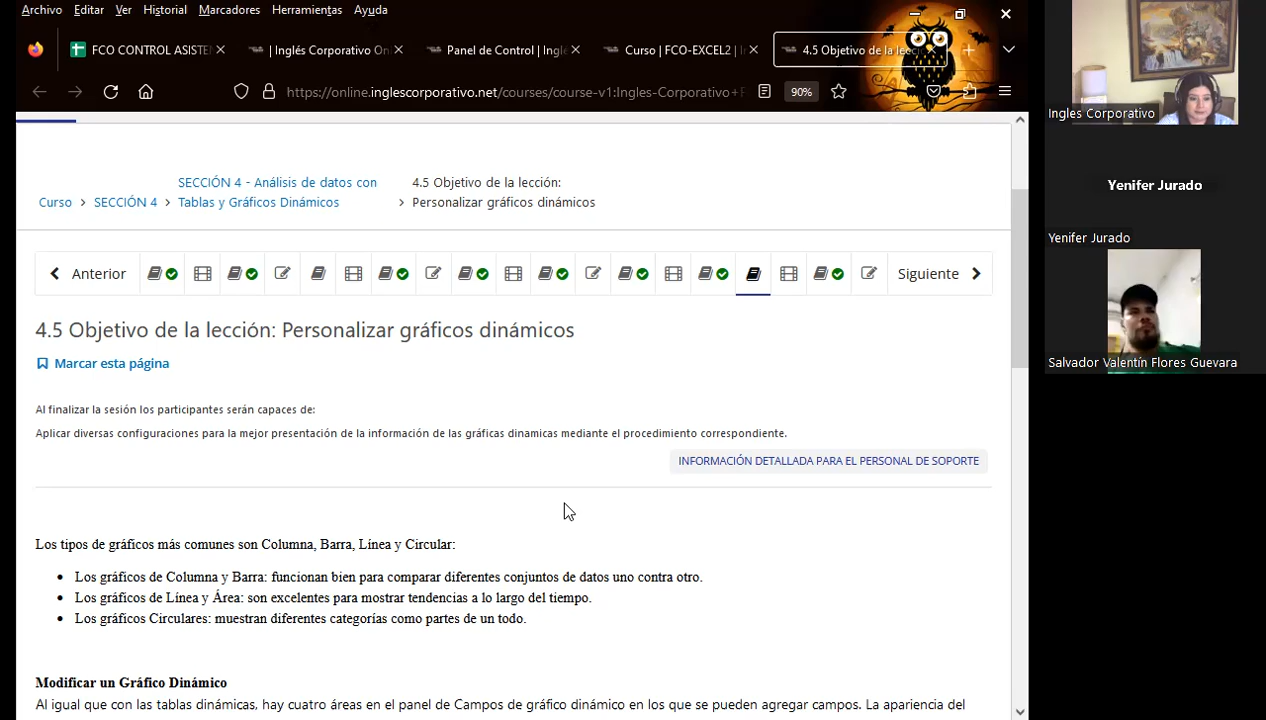 Archivo Editar Ver Historial Marcadores Herramientas Ayuda
FCO CONTROL ASISTE
| Inglés Corporativo Onl
Panel de Control | Ingle
Curso | FCO-EXCEL2 | I
4.5 Objetivo de la lecció
https://online.inglescorporativo.net/courses/course-v1:Ingles-Corporativo+F
90%
Curso > SECCIÓN 4 > SECCIÓN 4 - Análisis de datos con
Tablas y Gráficos Dinámicos
> 4.5 Objetivo de la lección:
Personalizar gráficos dinámicos
Anterior
Siguiente
4.5 Objetivo de la lección: Personalizar gráficos dinámicos
Marcar esta página
Al finalizar la sesión los participantes serán capaces de:
Aplicar diversas configuraciones para la mejor presentación de la información de las gráficas dinamicas mediante el procedimiento correspondiente.
INFORMACIÓN DETALLADA PARA EL PERSONAL DE SOPORTE
Los tipos de gráficos más comunes son Columna, Barra, Línea y Circular:
• Los gráficos de Columna y Barra: funcionan bien para comparar diferentes conjuntos de datos uno contra otro.
• Los gráficos de Línea y Área: son excelentes para mostrar tendencias a lo largo del tiempo.
• Los gráficos Circulares: muestran diferentes categorías como partes de un todo.
Modificar un Gráfico Dinámico
Al igual que con las tablas dinámicas, hay cuatro áreas en el panel de Campos de gráfico dinámico en los que se pueden agregar campos. La apariencia del
Ingles Corporativo
Yenifer Jurado
Yenifer Jurado
Salvador Valentín Flores Guevara